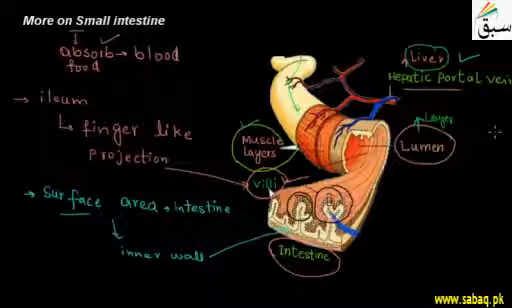 More on Small intestine
absorb → blood
food
→ ileum
↳ finger like
projection
→ Surface area → Intestine
inner wall
Muscle
layers
villi
Intestine
Liver
Hepatic Portal vein
Layer
Lumen
سبق
www.sabaq.pk